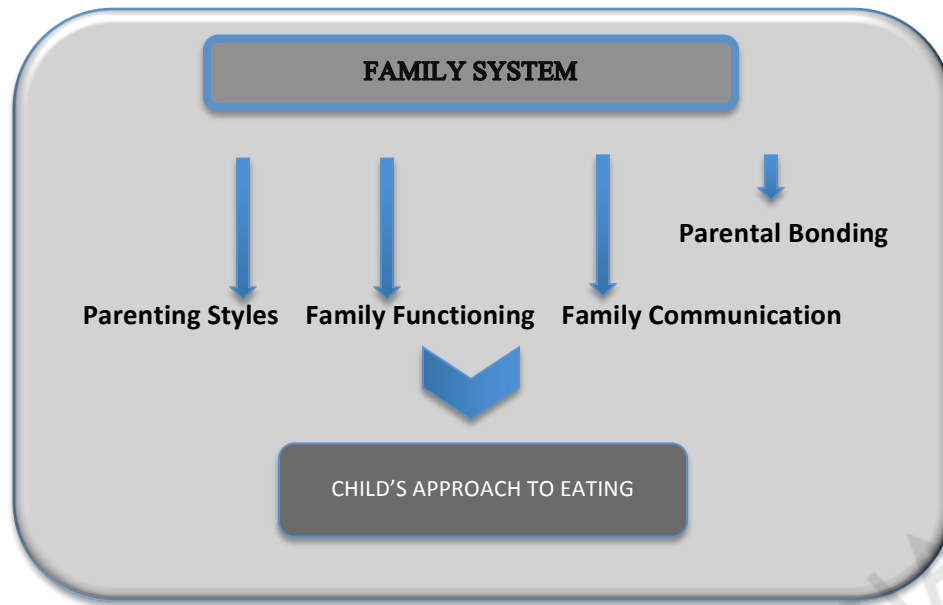 FAMILY SYSTEM
Parental Bonding
Parenting Styles Family Functioning Family Communication
CHILD’S APPROACH TO EATING